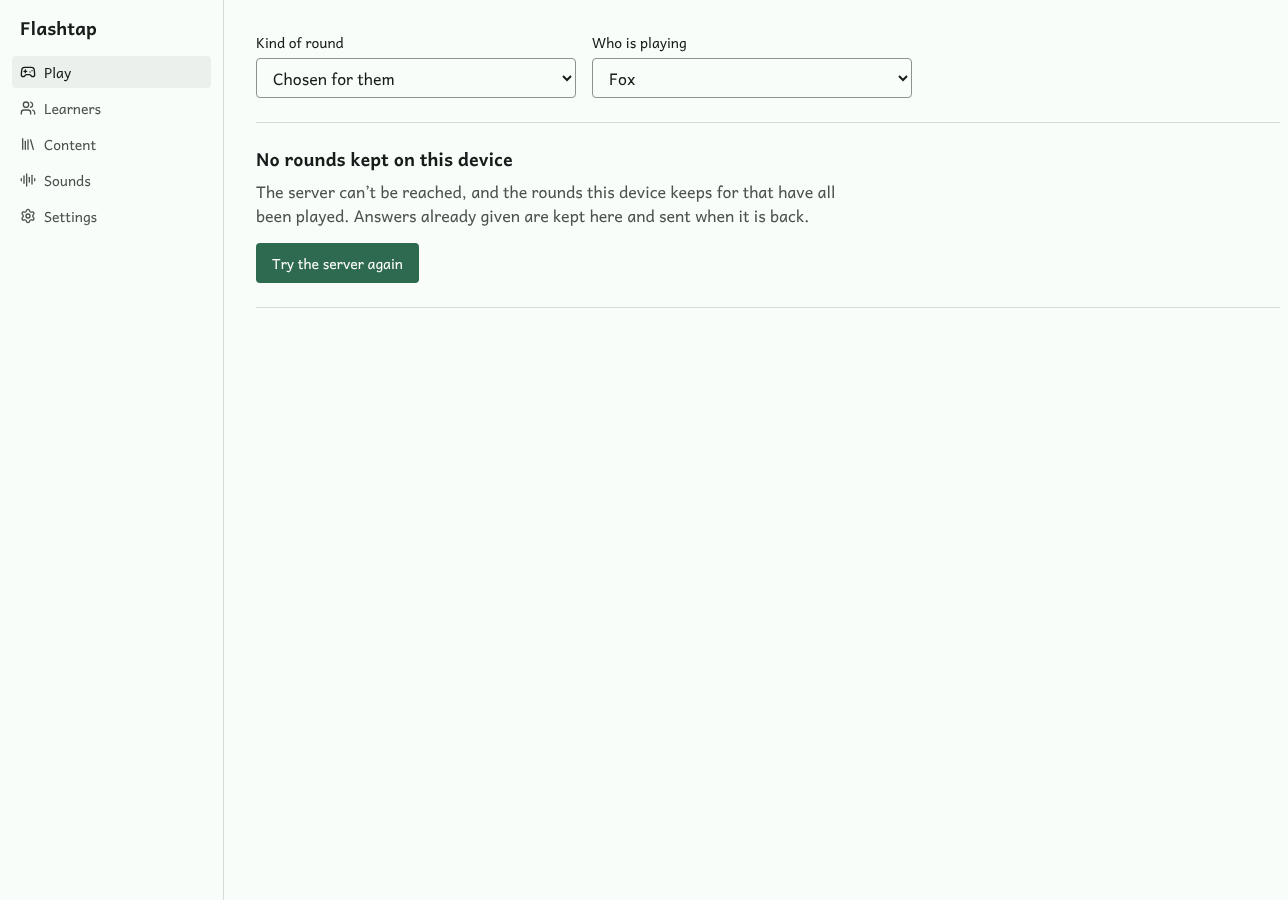 Flashtap
Play
Learners
Content
Sounds
Settings
Kind of round
Who is playing
Chosen for them
Fox
No rounds kept on this device
The server can’t be reached, and the rounds this device keeps for that have all
been played. Answers already given are kept here and sent when it is back.
Try the server again